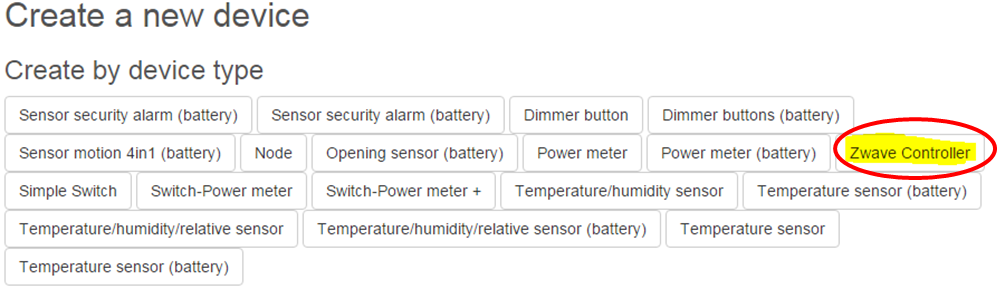 Create a new device
Create by device type
Sensor security alarm (battery) Sensor security alarm (battery) Dimmer button Dimmer buttons (battery)
Sensor motion 4in1 (battery) Node Opening sensor (battery) Power meter Power meter (battery) Zwave Controller
Simple Switch Switch-Power meter Switch-Power meter + Temperature/humidity sensor Temperature sensor (battery)
Temperature/humidity/relative sensor Temperature/humidity/relative sensor (battery) Temperature sensor
Temperature sensor (battery)